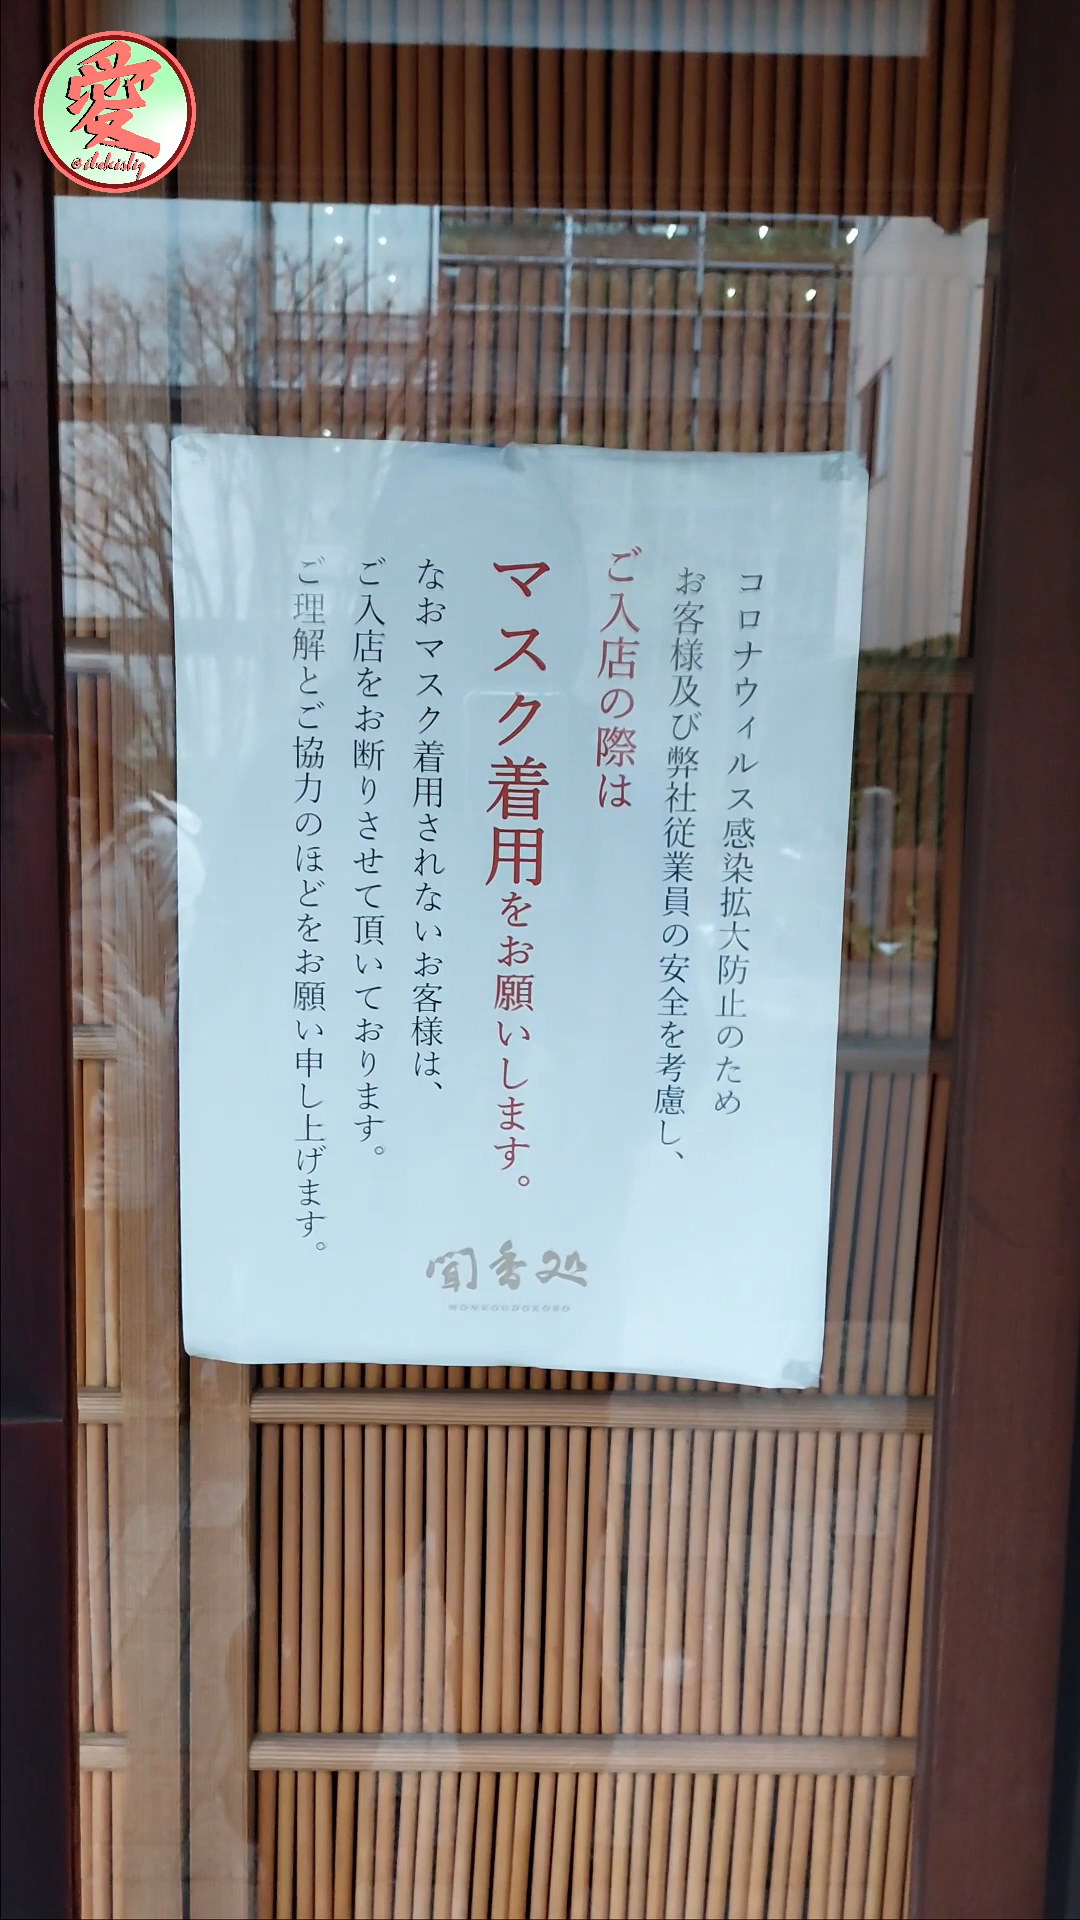 愛
@ilekisliq
コロナウィルス感染拡大防止のため
お客様及び弊社従業員の安全を考慮し、
ご入店の際は
マスク着用をお願いします。
なおマスク着用されないお客様は、
ご入店をお断りさせて頂いております。
ご理解とご協力のほどをお願い申し上げます。
聞香処
MONKOUDOKORO